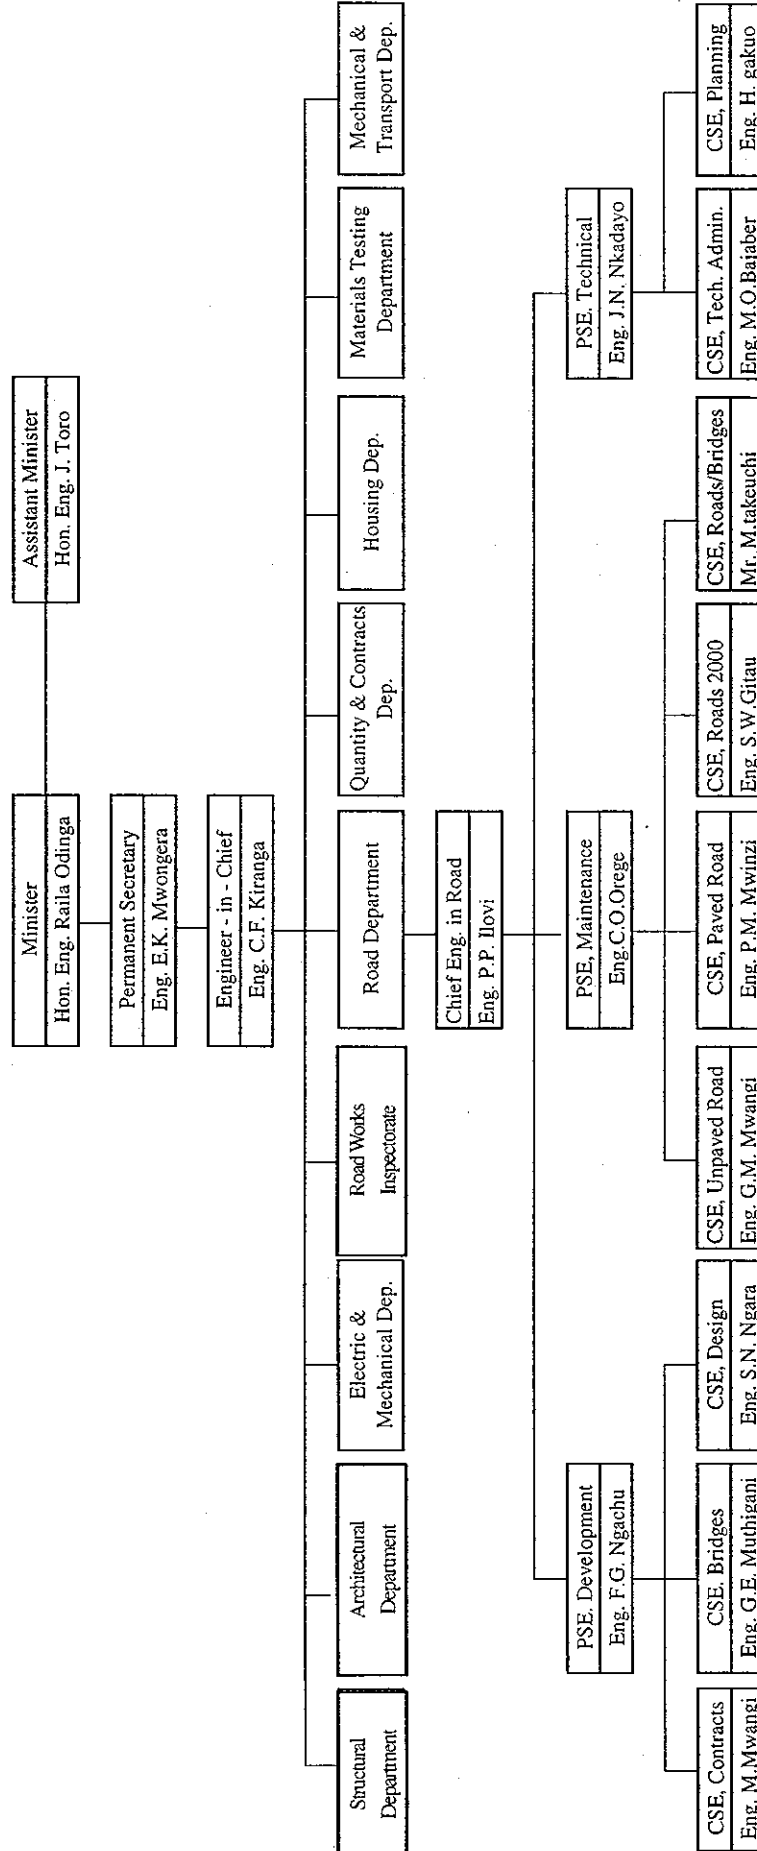 Minister
Hon. Eng. Raila Odinga
Assistant Minister
Hon. Eng. J. Toro
Permanent Secretary
Eng. E.K. Mwongera
Engineer - in - Chief
Eng. C.F. Kiranga
Structural
Department
Architectural
Department
Electric &
Mechanical Dep.
Road Works
Inspectorate
Road Department
Quantity & Contracts
Dep.
Housing Dep.
Materials Testing
Department
Mechanical &
Transport Dep.
Chief Eng. in Road
Eng. P.P. Ilovi
PSE. Development
Eng. F.G. Ngachu
PSE, Maintenance
Eng.C.O.Orege
PSE. Technical
Eng. J.N. Nkadayo
CSE, Contracts
Eng. M.Mwangi
CSE. Bridges
Eng. G.E. Muthigani
CSE, Design
Eng. S.N. Ngara
CSE, Unpaved Road
Eng. G.M. Mwangi
CSE, Paved Road
Eng. P.M. Mwinzi
CSE, Roads 2000
Eng. S.W.Gitau
CSE, Roads/Bridges
Mr. M.takeuchi
CSE, Tech. Admin.
Eng. M.O.Bajaber
CSE, Planning
Eng. H. gakuo